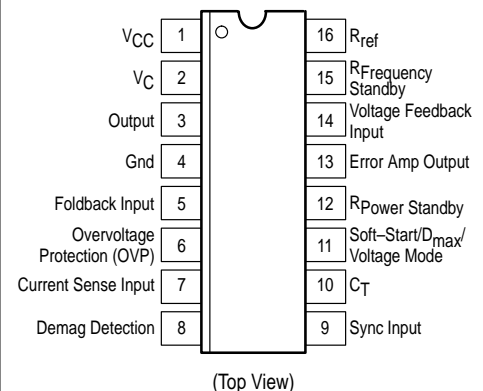 VCC 1
VC 2
Output 3
Gnd 4
Foldback Input 5
Overvoltage
Protection (OVP) 6
Current Sense Input 7
Demag Detection 8
16 Rref
15 RFrequency
Standby
14 Voltage Feedback
Input
13 Error Amp Output
12 RPower Standby
11 Soft–Start/Dmax/
Voltage Mode
10 CT
9 Sync Input
(Top View)